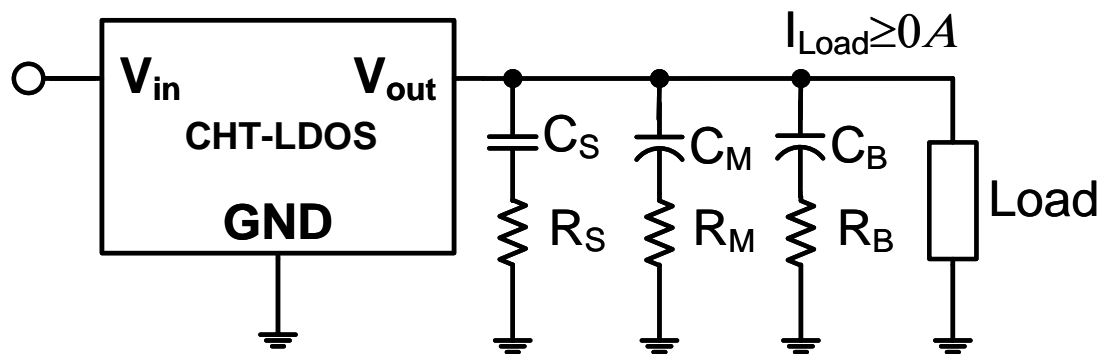 I_Load≥0A
V_in
V_out
CHT-LDOS
GND
C_S
C_M
C_B
R_S
R_M
R_B
Load